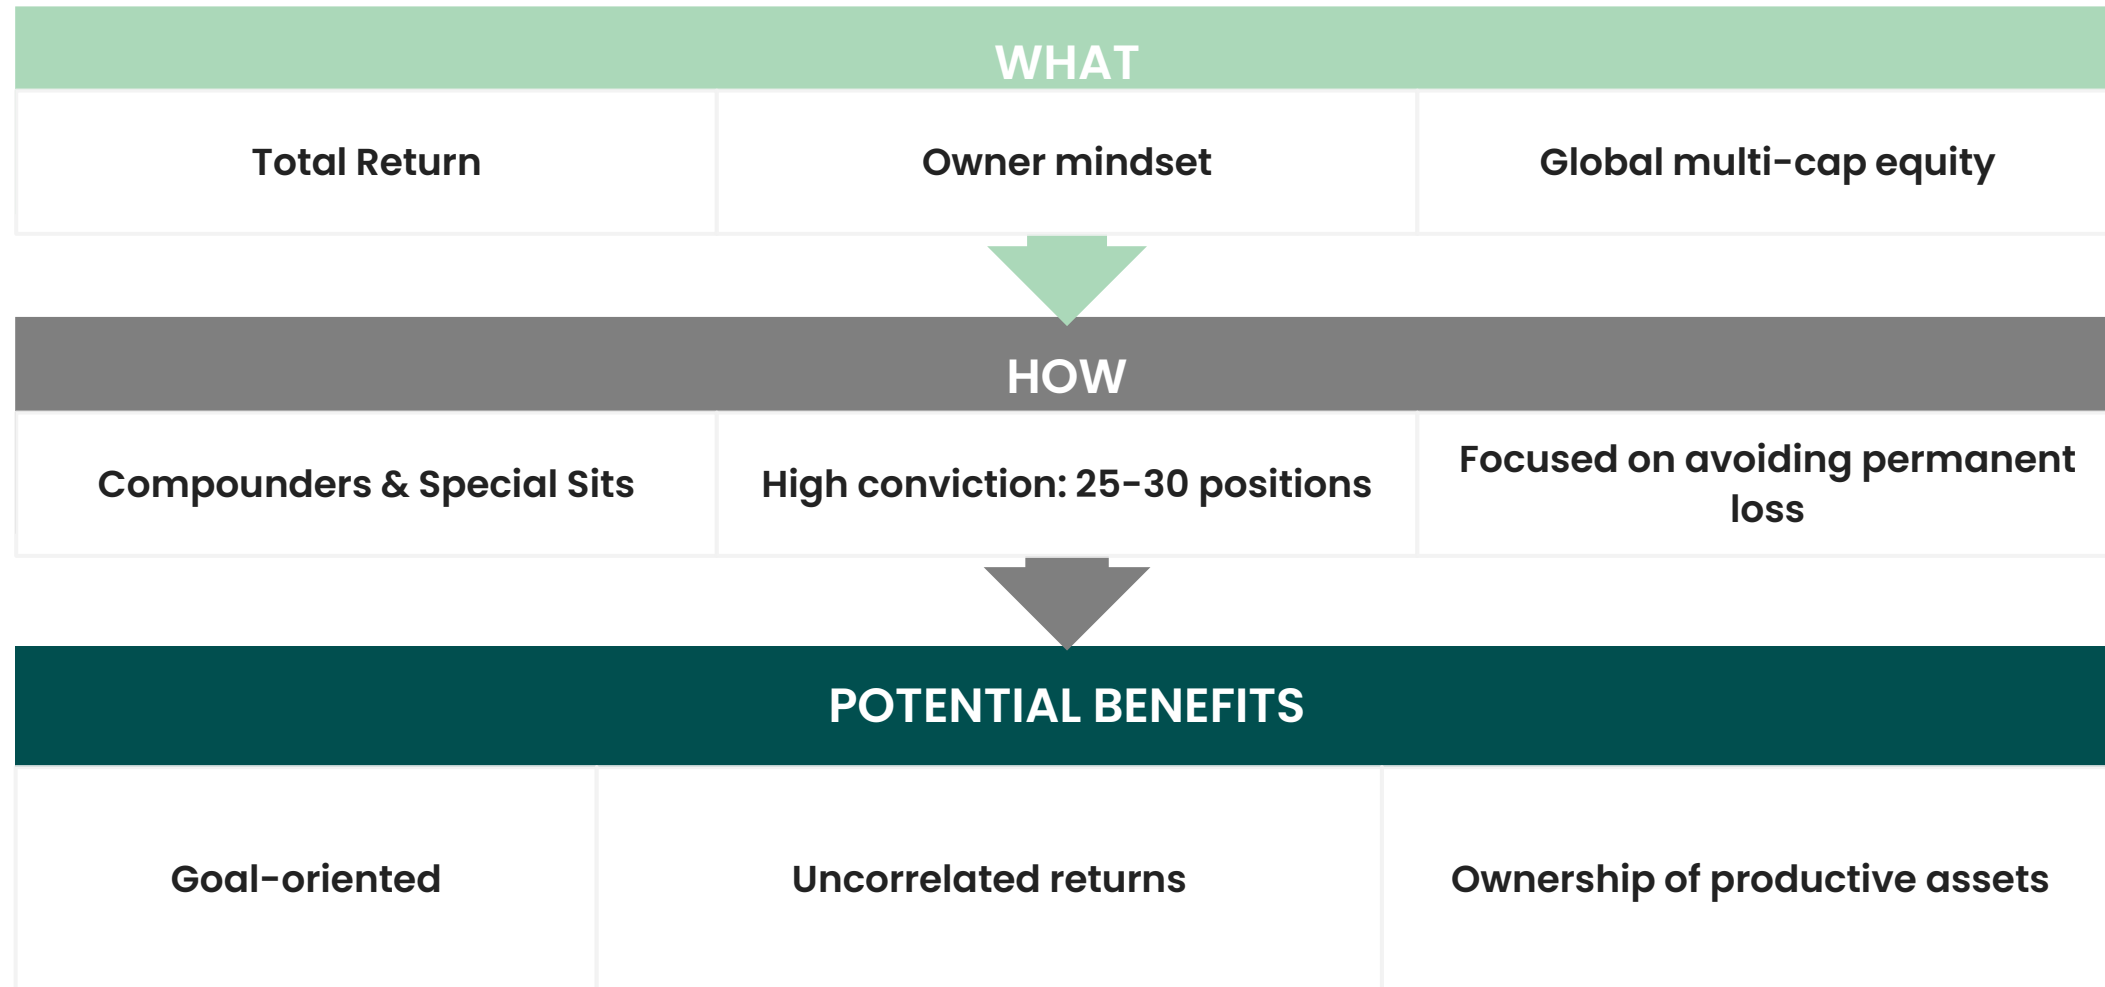 WHAT
Total Return
Owner mindset
Global multi-cap equity
HOW
Compounders & Special Sits
High conviction: 25-30 positions
Focused on avoiding permanent
loss
POTENTIAL BENEFITS
Goal-oriented
Uncorrelated returns
Ownership of productive assets